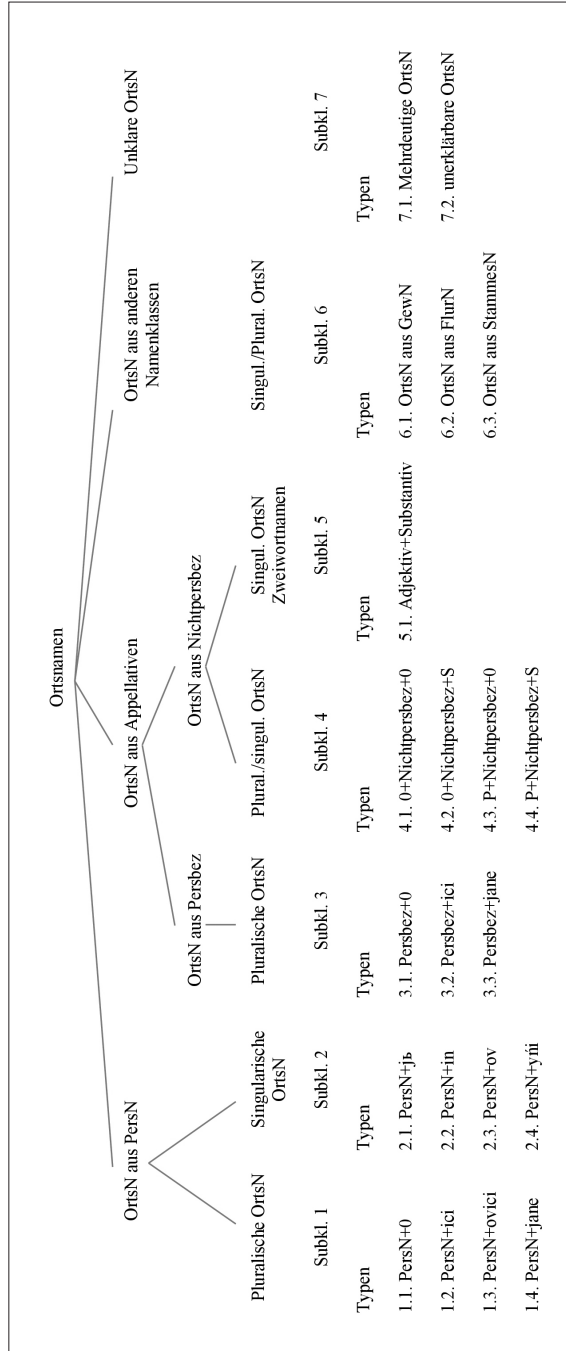 Ortsnamen
OrtsN aus PersN
OrtsN aus Appellativen
OrtsN aus anderen
Namenklassen
Unklare OrtsN
OrtsN aus Persbez
OrtsN aus Nichtpersbez
Pluralische OrtsN
Singularische
OrtsN
Pluralische OrtsN
Plural./singul. OrtsN
Singul. OrtsN
Zweiwortnamen
Singul./Plural. OrtsN
Subkl. 1
Subkl. 2
Subkl. 3
Subkl. 4
Subkl. 5
Subkl. 6
Subkl. 7
Typen
Typen
Typen
Typen
Typen
Typen
Typen
1.1. PersN+0
2.1. PersN+jь
3.1. Persbez+0
4.1. 0+Nichtpersbez+0
5.1. Adjektiv+Substantiv
6.1. OrtsN aus GewN
7.1. Mehrdeutige OrtsN
1.2. PersN+ici
2.2. PersN+in
3.2. Persbez+ici
4.2. 0+Nichtpersbez+S
6.2. OrtsN aus FlurN
7.2. unerklärbare OrtsN
1.3. PersN+ovici
2.3. PersN+ov
3.3. Persbez+jane
4.3. P+Nichtpersbez+0
6.3. OrtsN aus StammesN
1.4. PersN+jane
2.4. PersN+yńi
4.4. P+Nichtpersbez+S